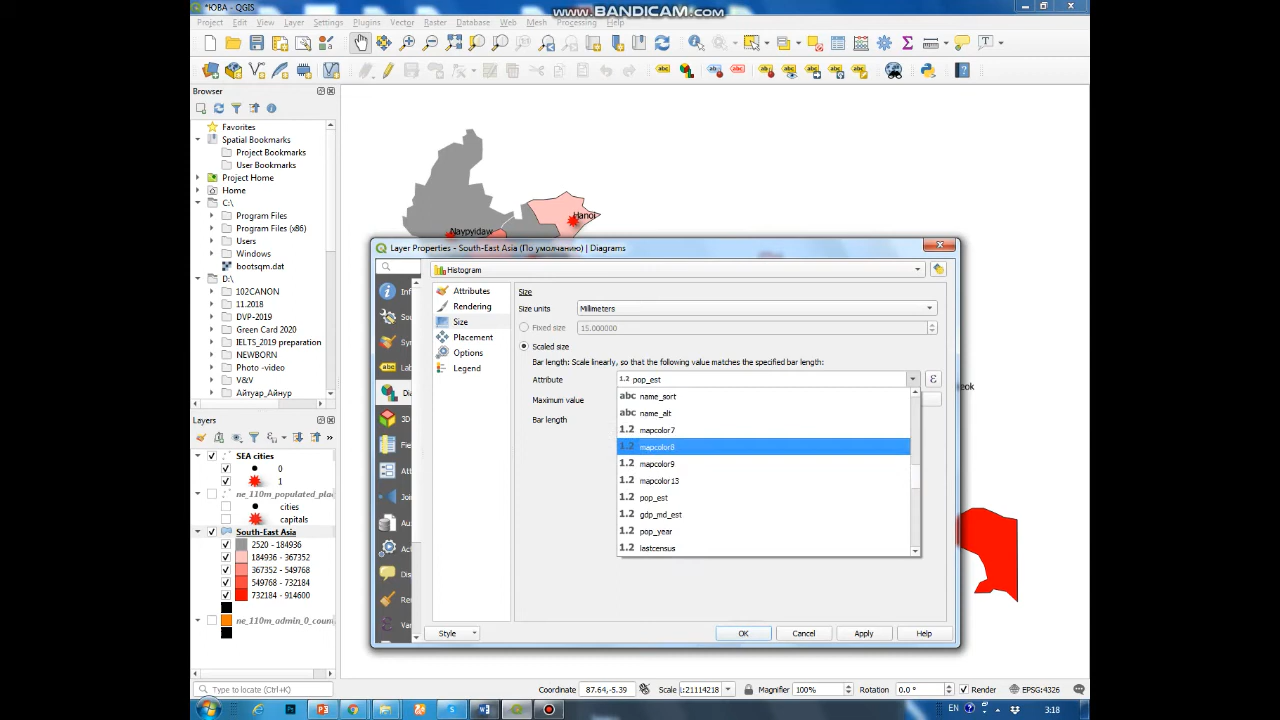 *ЮВА - QGIS
www.BANDICAM.com
Project Edit View Layer Settings Plugins Vector Raster Database Web Mesh Processing Help
Browser
Favorites
Spatial Bookmarks
Project Bookmarks
User Bookmarks
Project Home
Home
C:\
Program Files
Program Files (x86)
Users
Windows
bootsqm.dat
D:\
102CANON
11.2018
DVP-2019
Green Card 2020
IELTS_2019 preparation
NEWBORN
Photo -video
V&V
Айтуар_Айнур
Layers
SEA cities
0
1
ne_110m_populated_pla
cities
capitals
South-East Asia
2520 - 184936
184936 - 367352
367352 - 549768
549768 - 732184
732184 - 914600
ne_110m_admin_0_coun
Hanoi
Naypyidaw
Layer Properties - South-East Asia (По умолчанию) | Diagrams
Histogram
Attributes
Rendering
Size
Placement
Options
Legend
Size
Size units Milimeters
Fixed size 15.000000
Scaled size
Bar length: Scale linearly, so that the following value matches the specified bar length:
Attribute 1.2 pop_est ε
Maximum value
Bar length
abc name_sort
abc name_alt
1.2 mapcolor7
1.2 mapcolor8
1.2 mapcolor9
1.2 mapcolor13
1.2 pop_est
1.2 gdp_md_est
1.2 pop_year
1.2 lastcensus
Style OK Cancel Apply Help
Type to locate (Ctrl+K)
Coordinate 87.64,-5.39 Scale 1:21114218 Magnifier 100% Rotation 0.0 ° Render EPSG:4326
EN 3:18